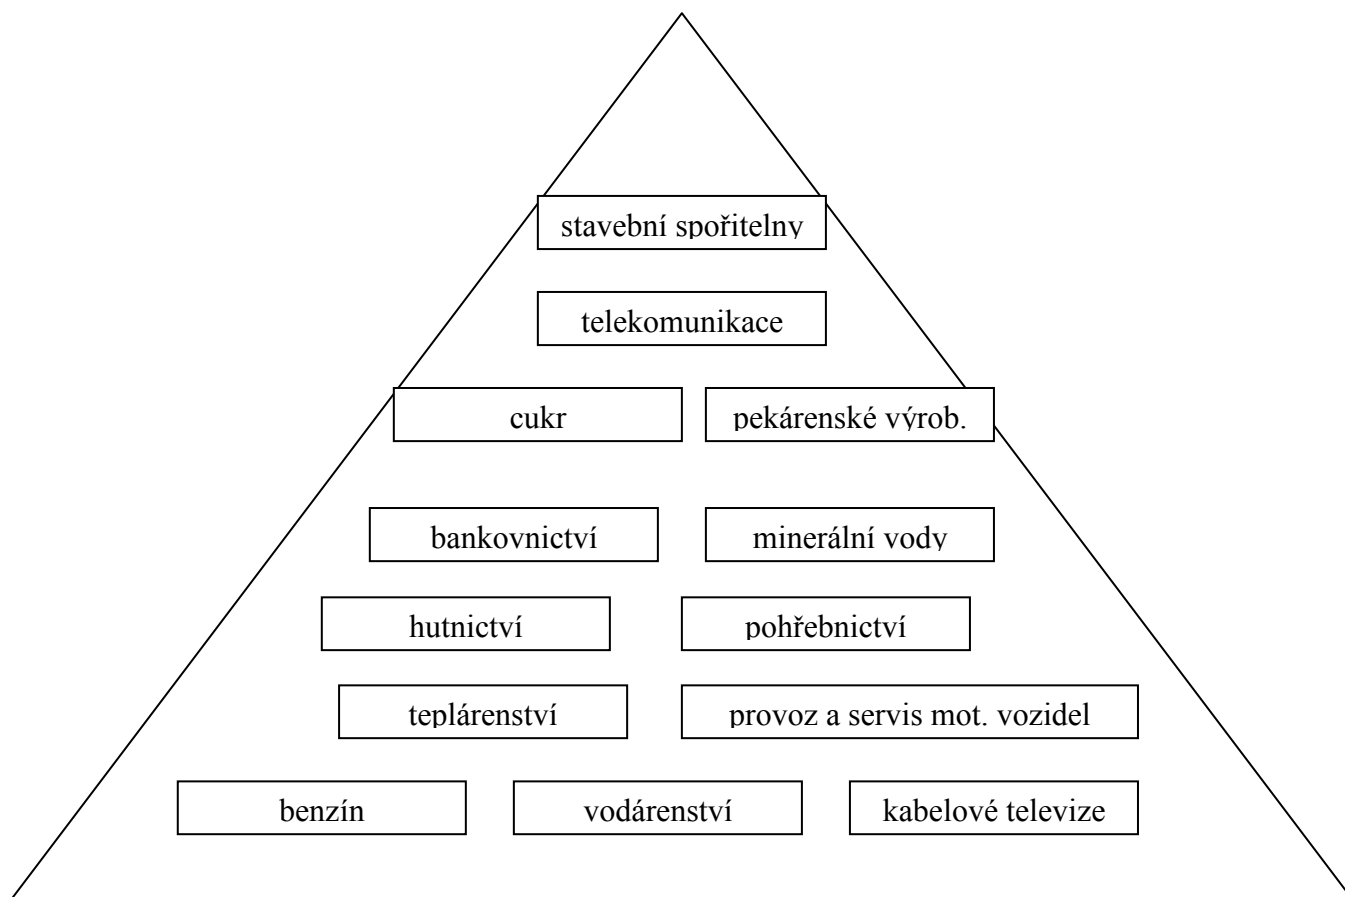 stavební spořitelny
telekomunikace
cukr
pekárenské výrob.
bankovnictví
minerální vody
hutnictví
pohřebnictví
teplárenství
provoz a servis mot. vozidel
benzín
vodárenství
kabelové televize